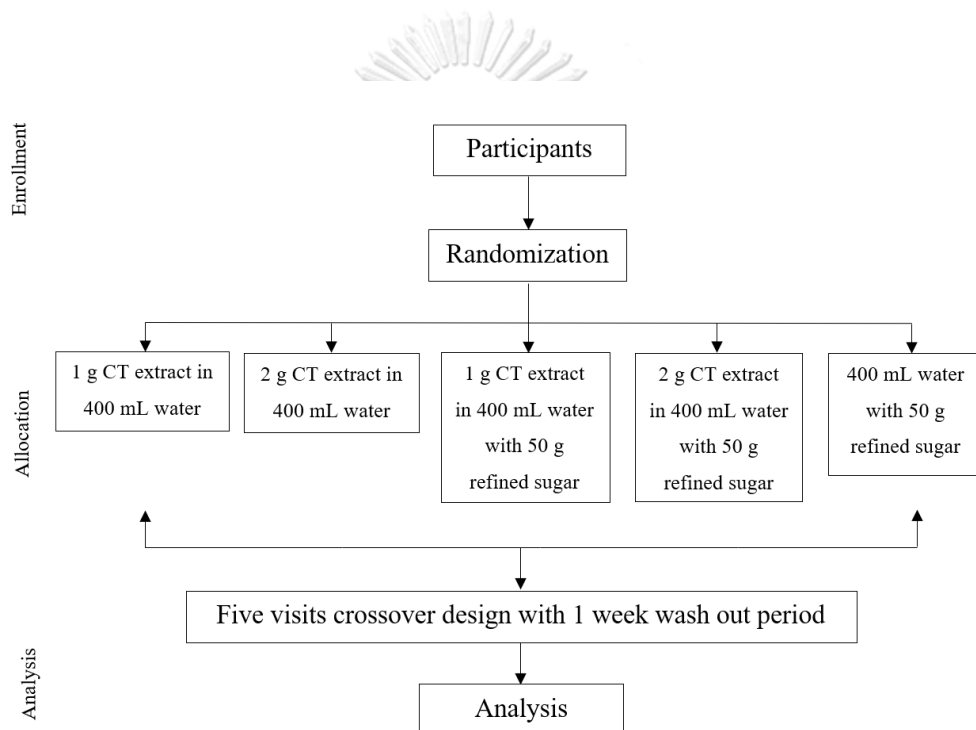 Enrollment
Participants
Randomization
Allocation
1 g CT extract in
400 mL water
2 g CT extract in
400 mL water
1 g CT extract
in 400 mL water
with 50 g
refined sugar
2 g CT extract
in 400 mL water
with 50 g
refined sugar
400 mL water
with 50 g
refined sugar
Five visits crossover design with 1 week wash out period
Analysis
Analysis